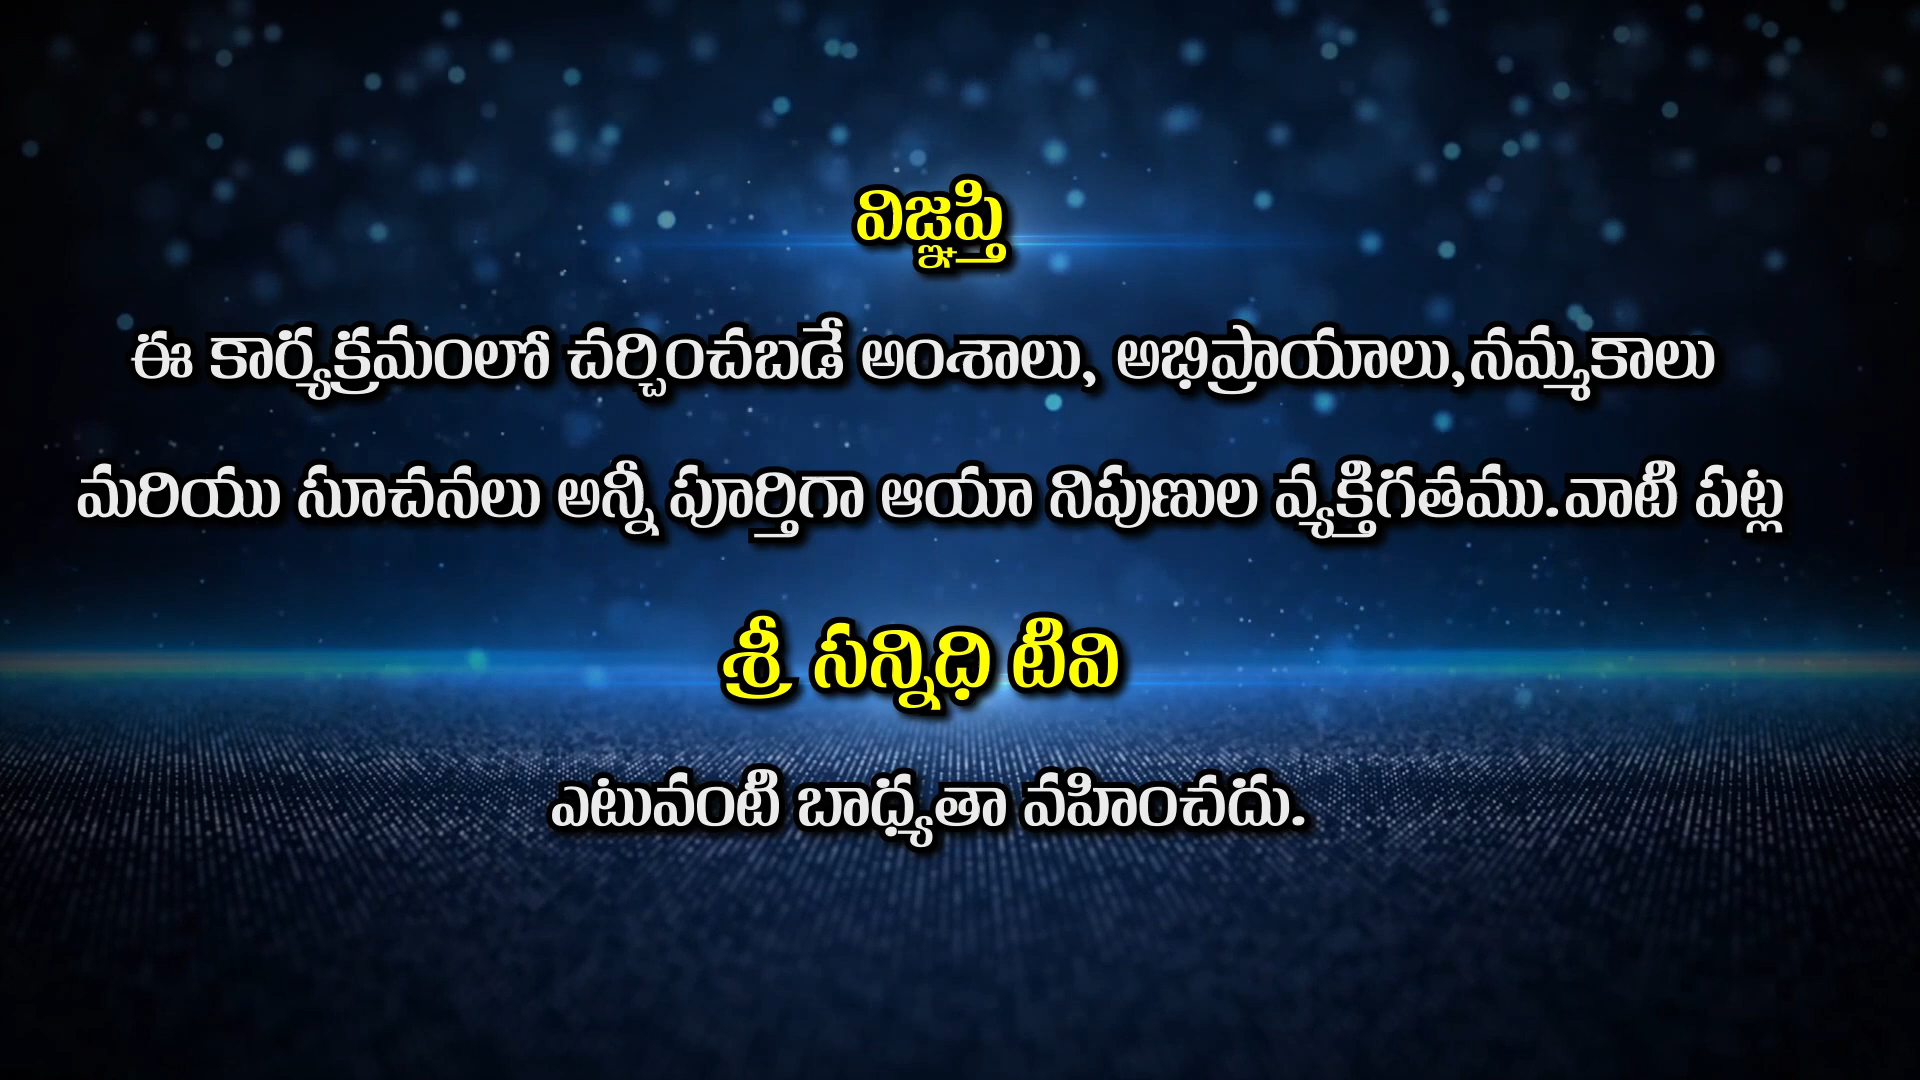 విజ్ఞప్తి
ఈ కార్యక్రమంలో చర్చించబడే అంశాలు, అభిప్రాయాలు,నమ్మకాలు
మరియు సూచనలు అన్నీ పూర్తిగా ఆయా నిపుణుల వ్యక్తిగతము.వాటి పట్ల
శ్రీ సన్నిధి టివి
ఎటువంటి బాధ్యతా వహించదు.